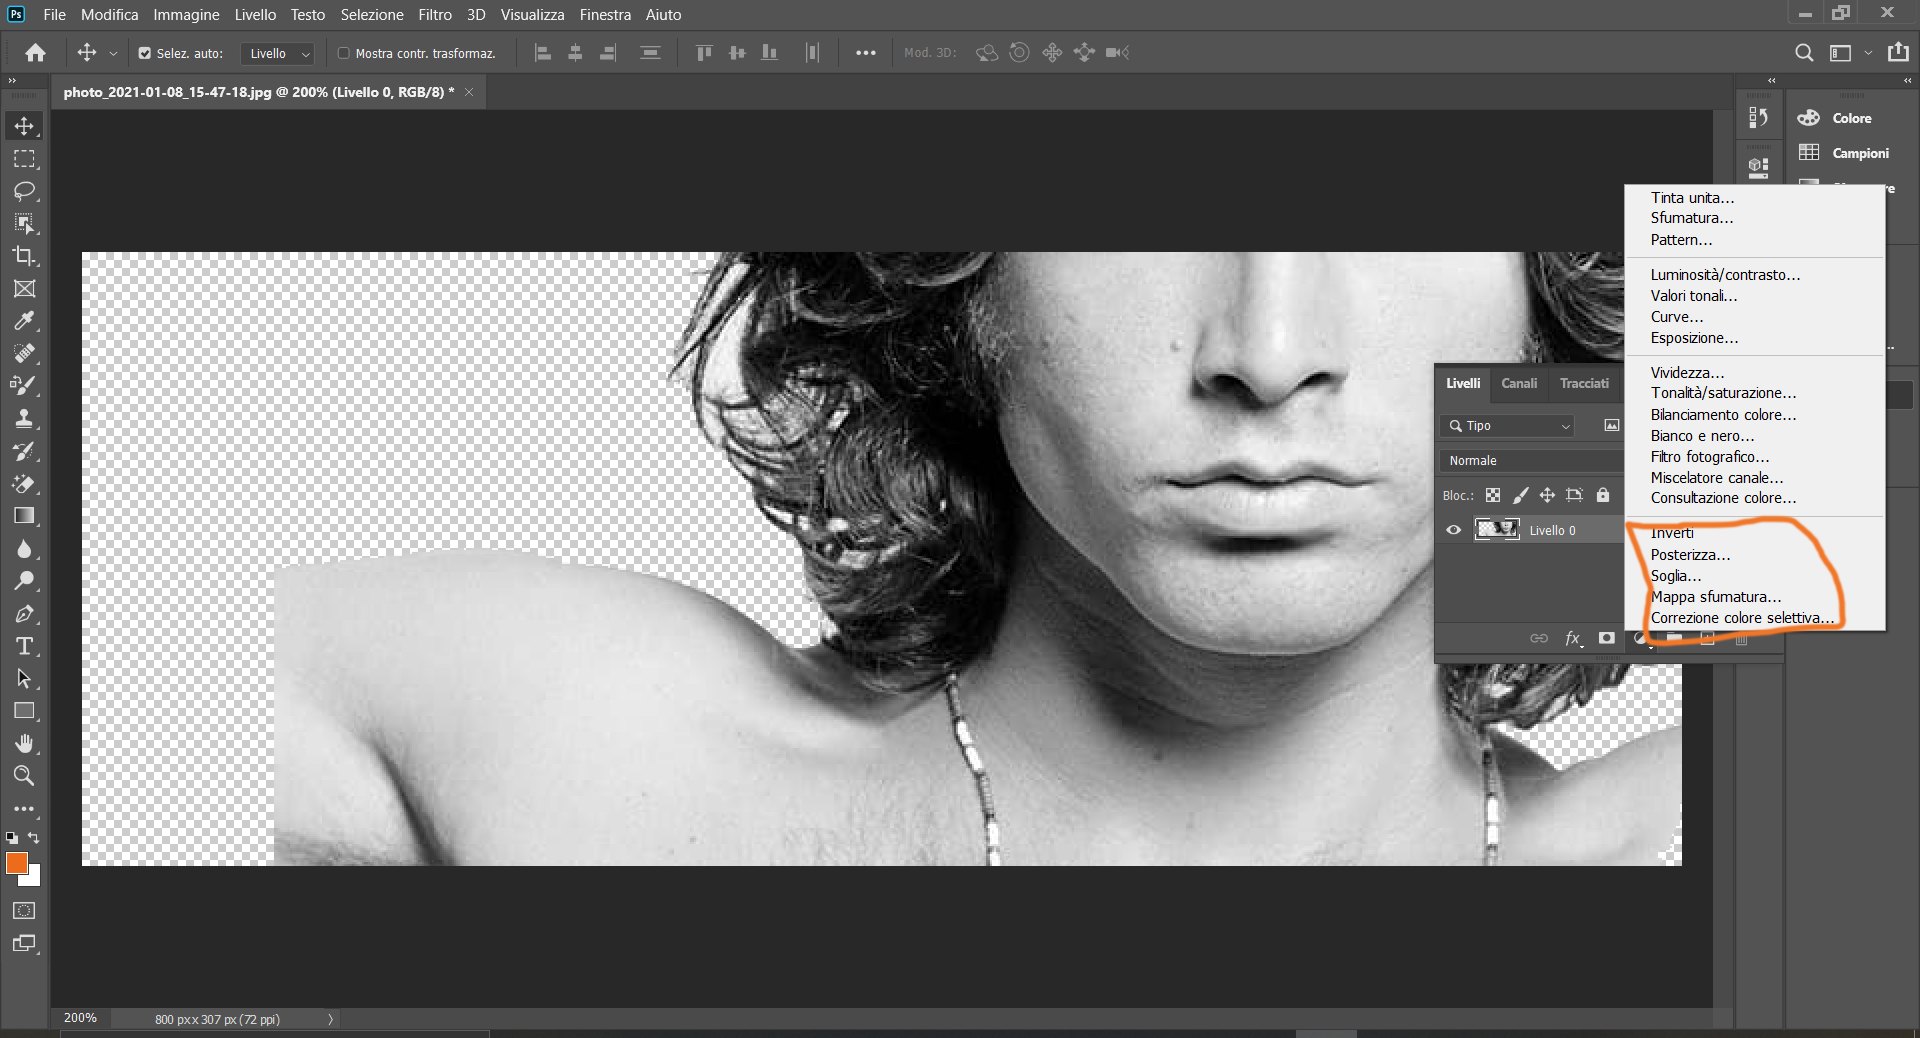 Ps File Modifica Immagine Livello Testo Selezione Filtro 3D Visualizza Finestra Aiuto
Selez. auto: Livello Mostra contr. trasformaz. Mod. 3D:
photo_2021-01-08_15-47-18.jpg @ 200% (Livello 0, RGB/8) *
Colore
Campioni
Tinta unita...
Sfumatura...
Pattern...
Luminosità/contrasto...
Valori tonali...
Curve...
Esposizione...
Vividezza...
Tonalità/saturazione...
Bilanciamento colore...
Bianco e nero...
Filtro fotografico...
Miscelatore canale...
Consultazione colore...
Inverti
Posterizza...
Soglia...
Mappa sfumatura...
Correzione colore selettiva...
Livelli Canali Tracciati
Tipo
Normale
Bloc.:
Livello 0
fx
200% 800 px x 307 px (72 ppi)